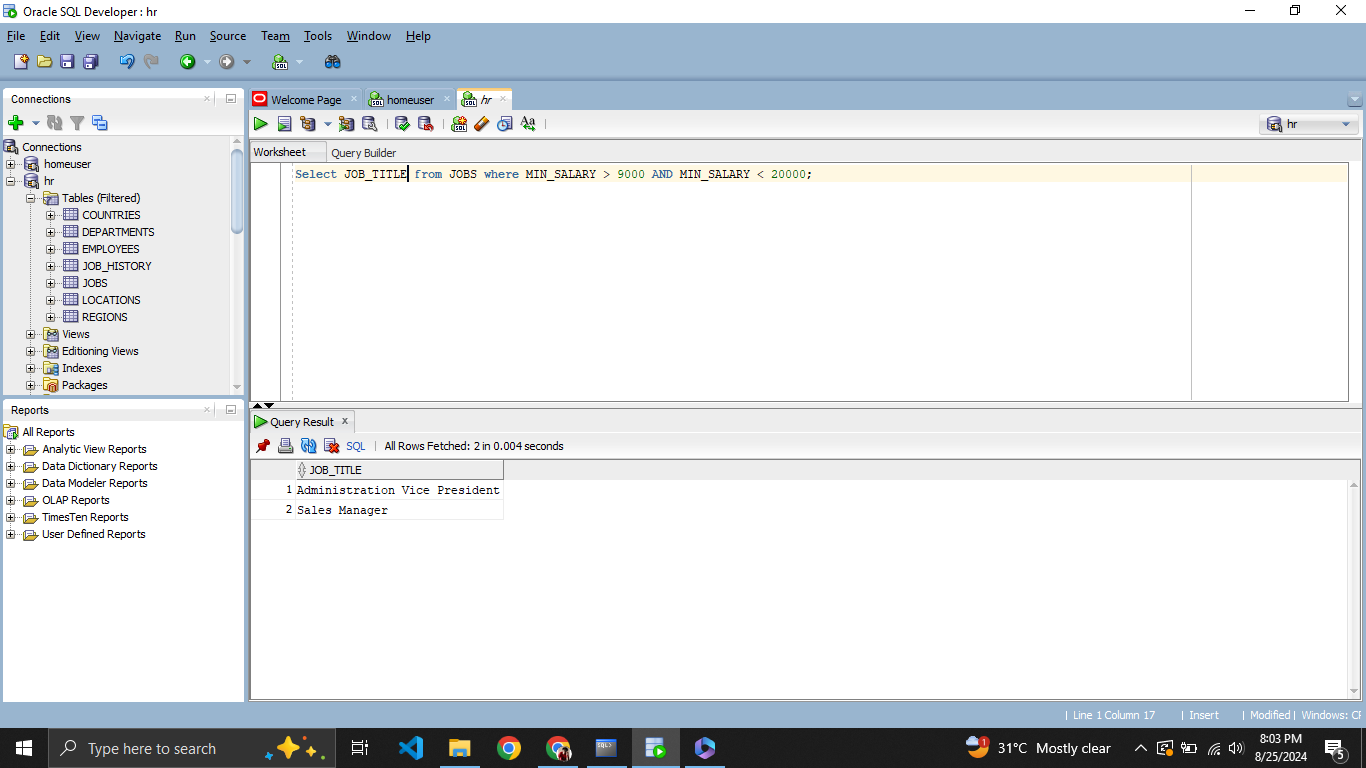 Oracle SQL Developer : hr
File Edit View Navigate Run Source Team Tools Window Help
Connections
Welcome Page
homeuser
hr
hr
Worksheet
Query Builder
Connections
homeuser
hr
Tables (Filtered)
COUNTRIES
DEPARTMENTS
EMPLOYEES
JOB_HISTORY
JOBS
LOCATIONS
REGIONS
Views
Editioning Views
Indexes
Packages
Select JOB_TITLE from JOBS where MIN_SALARY > 9000 AND MIN_SALARY < 20000;
Reports
All Reports
Analytic View Reports
Data Dictionary Reports
Data Modeler Reports
OLAP Reports
TimesTen Reports
User Defined Reports
Query Result
SQL | All Rows Fetched: 2 in 0.004 seconds
JOB_TITLE
1 Administration Vice President
2 Sales Manager
| Line 1 Column 17 | Insert | Modified | Windows: CF
Type here to search
31°C Mostly clear
8:03 PM
8/25/2024
5